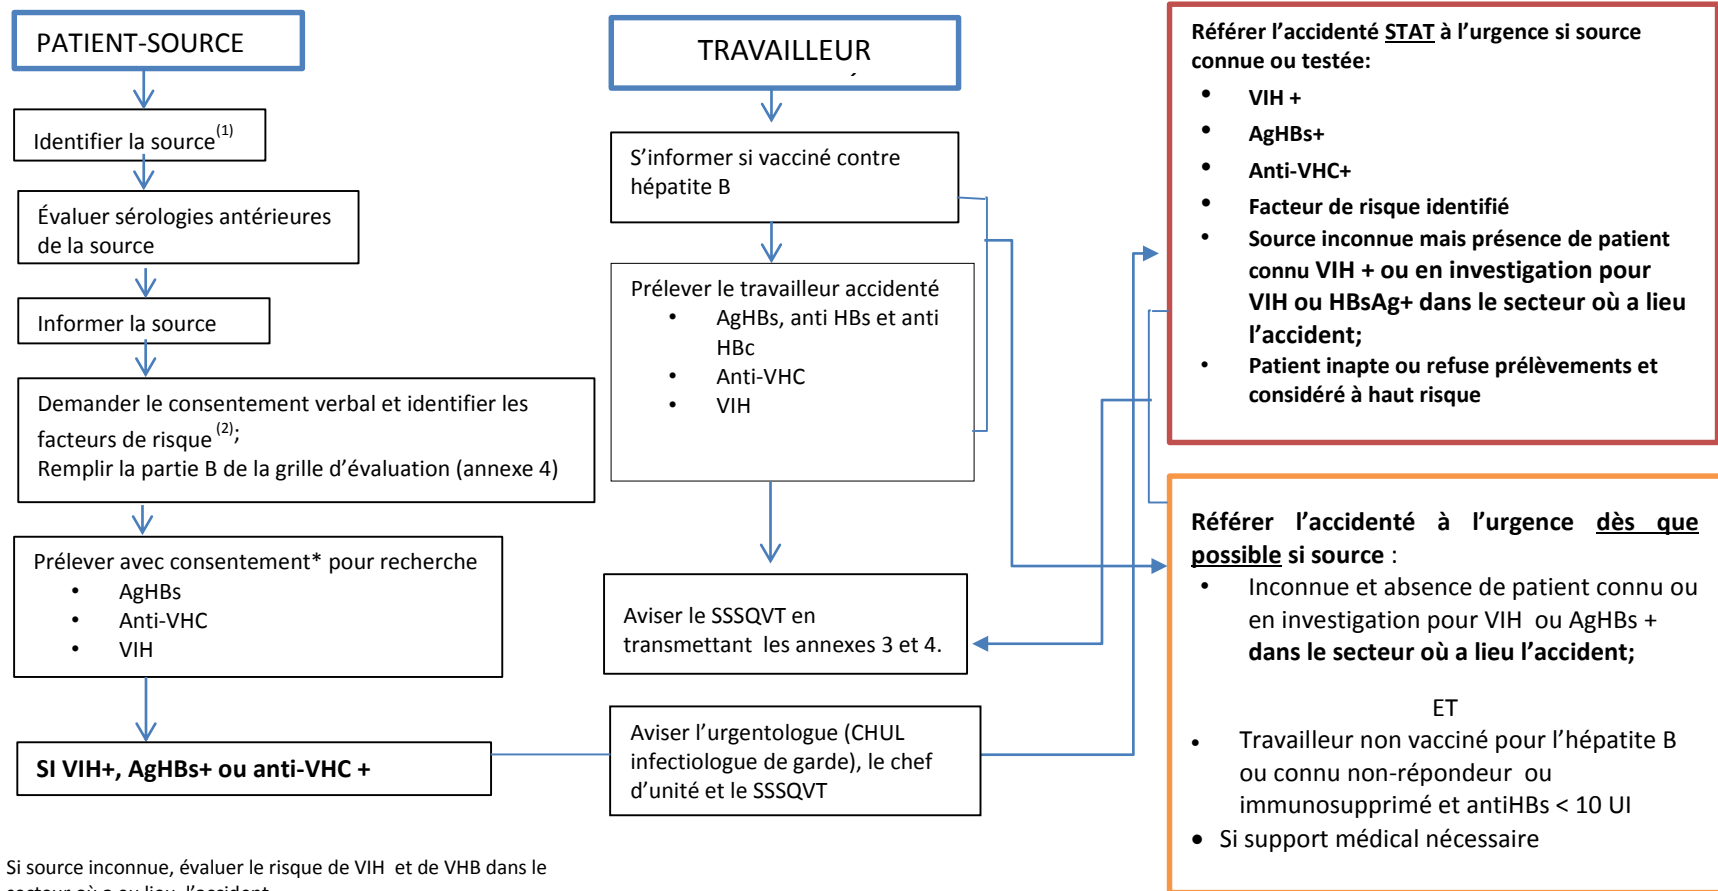 PATIENT-SOURCE
Identifier la source(1)
Évaluer sérologies antérieures
de la source
Informer la source
Demander le consentement verbal et identifier les
facteurs de risque (2);
Remplir la partie B de la grille d’évaluation (annexe 4)
Prélever avec consentement* pour recherche
• AgHBs
• Anti-VHC
• VIH
SI VIH+, AgHBs+ ou anti-VHC +
Si source inconnue, évaluer le risque de VIH et de VHB dans le
secteur où a eu lieu l’accident
TRAVAILLEUR
S’informer si vacciné contre
hépatite B
Prélever le travailleur accidenté
• AgHBs, anti HBs et anti
HBc
• Anti-VHC
• VIH
Aviser le SSSQVT en
transmettant les annexes 3 et 4.
Aviser l’urgentologue (CHUL
infectiologue de garde), le chef
d’unité et le SSSQVT
Référer l’accidenté STAT à l’urgence si source
connue ou testée:
• VIH +
• AgHBs+
• Anti-VHC+
• Facteur de risque identifié
• Source inconnue mais présence de patient
connu VIH + ou en investigation pour
VIH ou HBsAg+ dans le secteur où a lieu
l’accident;
• Patient inapte ou refuse prélèvements et
considéré à haut risque
Référer l’accidenté à l’urgence dès que
possible si source :
• Inconnue et absence de patient connu ou
en investigation pour VIH ou AgHBs +
dans le secteur où a lieu l’accident;
ET
• Travailleur non vacciné pour l’hépatite B
ou connu non-répondeur ou
immunosupprimé et antiHBs < 10 UI
• Si support médical nécessaire